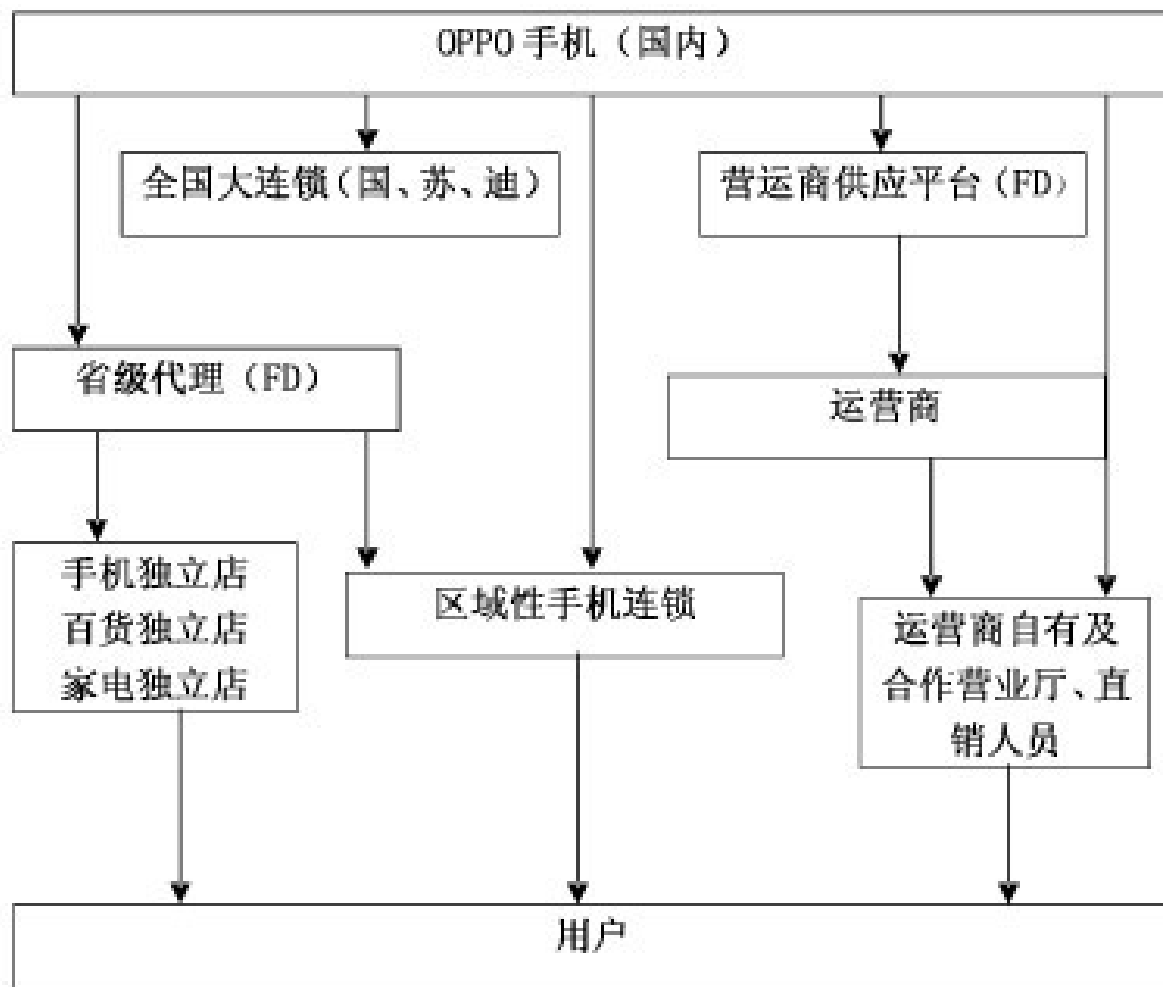 OPPO 手机（国内）
全国大连锁（国、苏、迪）
营运商供应平台（FD）
省级代理（FD）
运营商
手机独立店
百货独立店
家电独立店
区域性手机连锁
运营商自有及
合作营业厅、直
销人员
用户